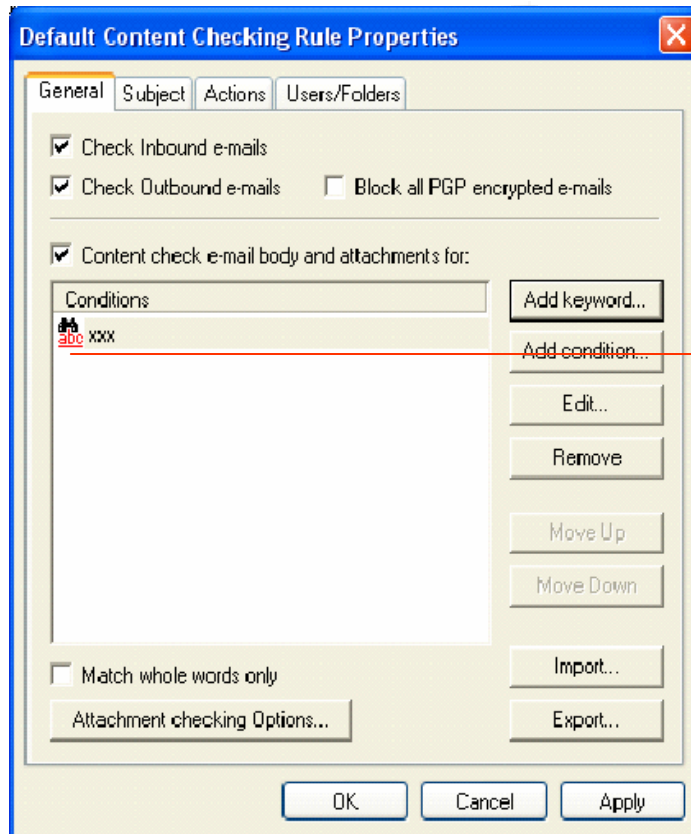 Default Content Checking Rule Properties
General Subject Actions Users/Folders
Check Inbound e-mails
Check Outbound e-mails Block all PGP encrypted e-mails
Content check e-mail body and attachments for:
Conditions Add keyword...
abc xxx
Add condition...
Edit...
Remove
Move Up
Move Down
Match whole words only Import...
Attachment checking Options... Export...
OK Cancel Apply